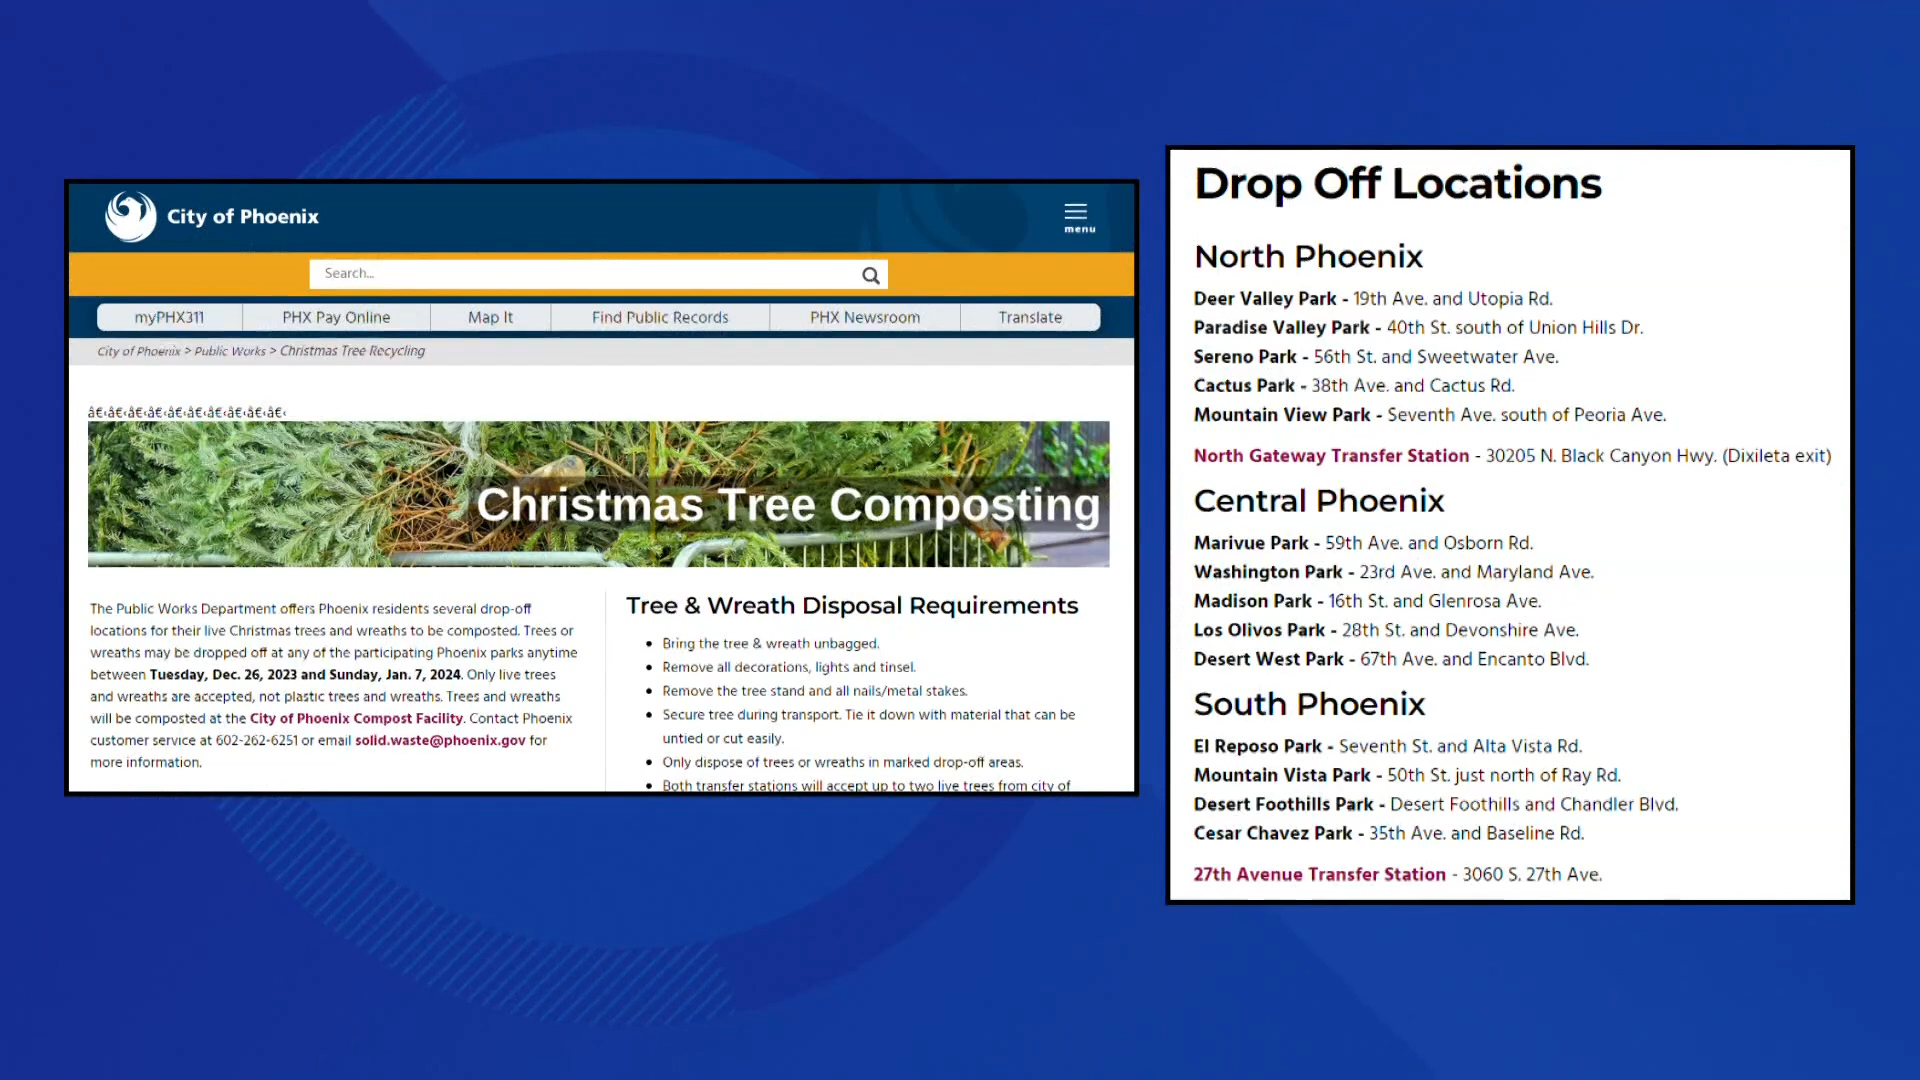 City of Phoenix
menu
Search...
myPHX311 PHX Pay Online Map It Find Public Records PHX Newsroom Translate
City of Phoenix > Public Works > Christmas Tree Recycling
â€‹â€‹â€‹â€‹â€‹â€‹â€‹â€‹â€‹â€‹
Christmas Tree Composting
The Public Works Department offers Phoenix residents several drop-off
locations for their live Christmas trees and wreaths to be composted. Trees or
wreaths may be dropped off at any of the participating Phoenix parks anytime
between Tuesday, Dec. 26, 2023 and Sunday, Jan. 7, 2024. Only live trees
and wreaths are accepted, not plastic trees and wreaths. Trees and wreaths
will be composted at the City of Phoenix Compost Facility. Contact Phoenix
customer service at 602-262-6251 or email solid.waste@phoenix.gov for
more information.
Tree & Wreath Disposal Requirements
• Bring the tree & wreath unbagged.
• Remove all decorations, lights and tinsel.
• Remove the tree stand and all nails/metal stakes.
• Secure tree during transport. Tie it down with material that can be
untied or cut easily.
• Only dispose of trees or wreaths in marked drop-off areas.
• Both transfer stations will accept up to two live trees from city of
Drop Off Locations
North Phoenix
Deer Valley Park - 19th Ave. and Utopia Rd.
Paradise Valley Park - 40th St. south of Union Hills Dr.
Sereno Park - 56th St. and Sweetwater Ave.
Cactus Park - 38th Ave. and Cactus Rd.
Mountain View Park - Seventh Ave. south of Peoria Ave.
North Gateway Transfer Station - 30205 N. Black Canyon Hwy. (Dixileta exit)
Central Phoenix
Marivue Park - 59th Ave. and Osborn Rd.
Washington Park - 23rd Ave. and Maryland Ave.
Madison Park - 16th St. and Glenrosa Ave.
Los Olivos Park - 28th St. and Devonshire Ave.
Desert West Park - 67th Ave. and Encanto Blvd.
South Phoenix
El Reposo Park - Seventh St. and Alta Vista Rd.
Mountain Vista Park - 50th St. just north of Ray Rd.
Desert Foothills Park - Desert Foothills and Chandler Blvd.
Cesar Chavez Park - 35th Ave. and Baseline Rd.
27th Avenue Transfer Station - 3060 S. 27th Ave.